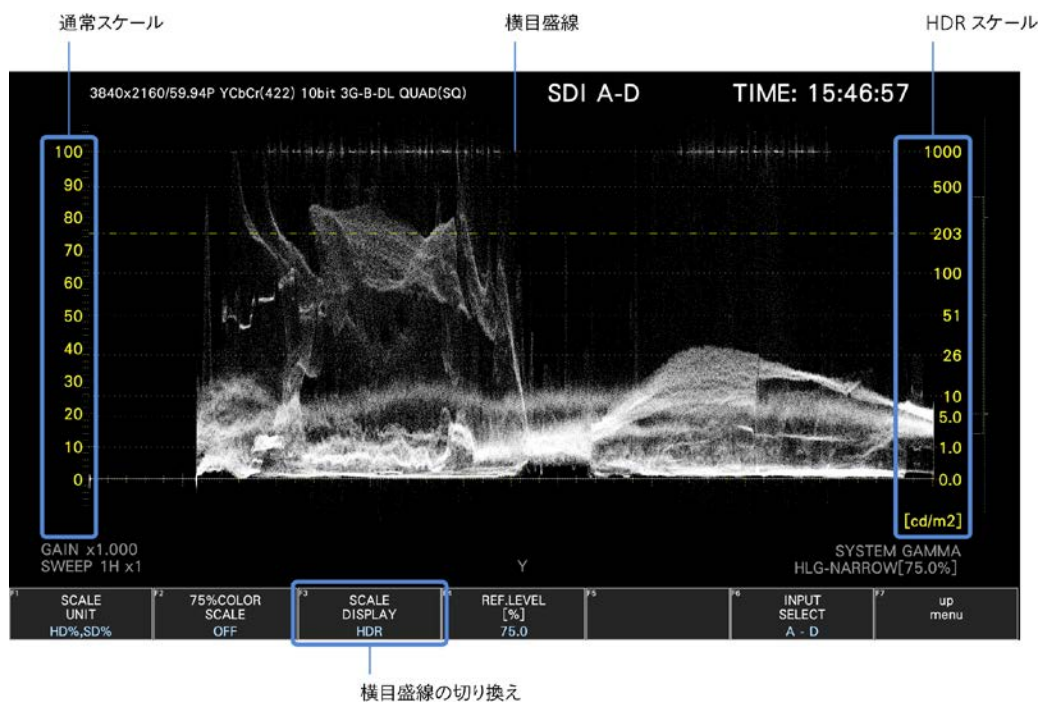 通常スケール
横目盛線
HDR スケール
3840x2160/59.94P YCbCr(422) 10bit 3G-B-DL QUAD(SQ)
SDI A-D
TIME: 15:46:57
100
90
80
70
60
50
40
30
20
10
0
1000
500
203
100
51
26
10
5.0
1.0
0.0
[cd/m2]
GAIN x1.000
SWEEP 1H x1
Y
SYSTEM GAMMA
HLG-NARROW[75.0%]
F1
SCALE
UNIT
HD%,SD%
F2
75%COLOR
SCALE
OFF
F3
SCALE
DISPLAY
HDR
REF.LEVEL
[%]
75.0
F5
F6
INPUT
SELECT
A - D
F7
up
menu
横目盛線の切り換え